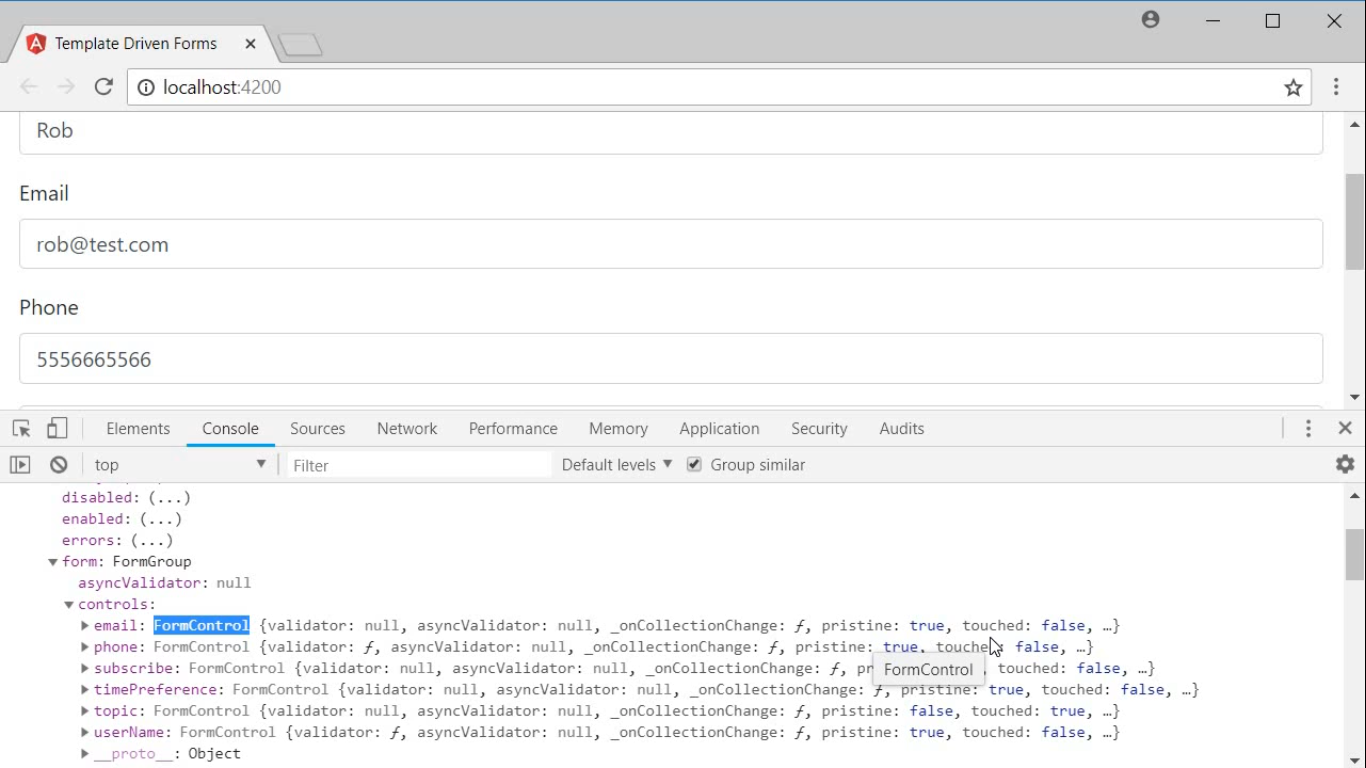 Template Driven Forms
localhost:4200
Rob
Email
rob@test.com
Phone
5556665566
Elements Console Sources Network Performance Memory Application Security Audits
top Filter Default levels Group similar
disabled: (...)
enabled: (...)
errors: (...)
form: FormGroup
asyncValidator: null
controls:
email: FormControl {validator: null, asyncValidator: null, _onCollectionChange: ƒ, pristine: true, touched: false, …}
phone: FormControl {validator: ƒ, asyncValidator: null, _onCollectionChange: ƒ, pristine: true, touche false, …}
subscribe: FormControl {validator: null, asyncValidator: null, _onCollectionChange: ƒ, pr FormControl , touched: false, …}
timePreference: FormControl {validator: null, asyncValidator: null, _onCollectionChange: ƒ, pristine: true, touched: false, …}
topic: FormControl {validator: null, asyncValidator: null, _onCollectionChange: ƒ, pristine: false, touched: true, …}
userName: FormControl {validator: ƒ, asyncValidator: null, _onCollectionChange: ƒ, pristine: true, touched: false, …}
__proto__: Object